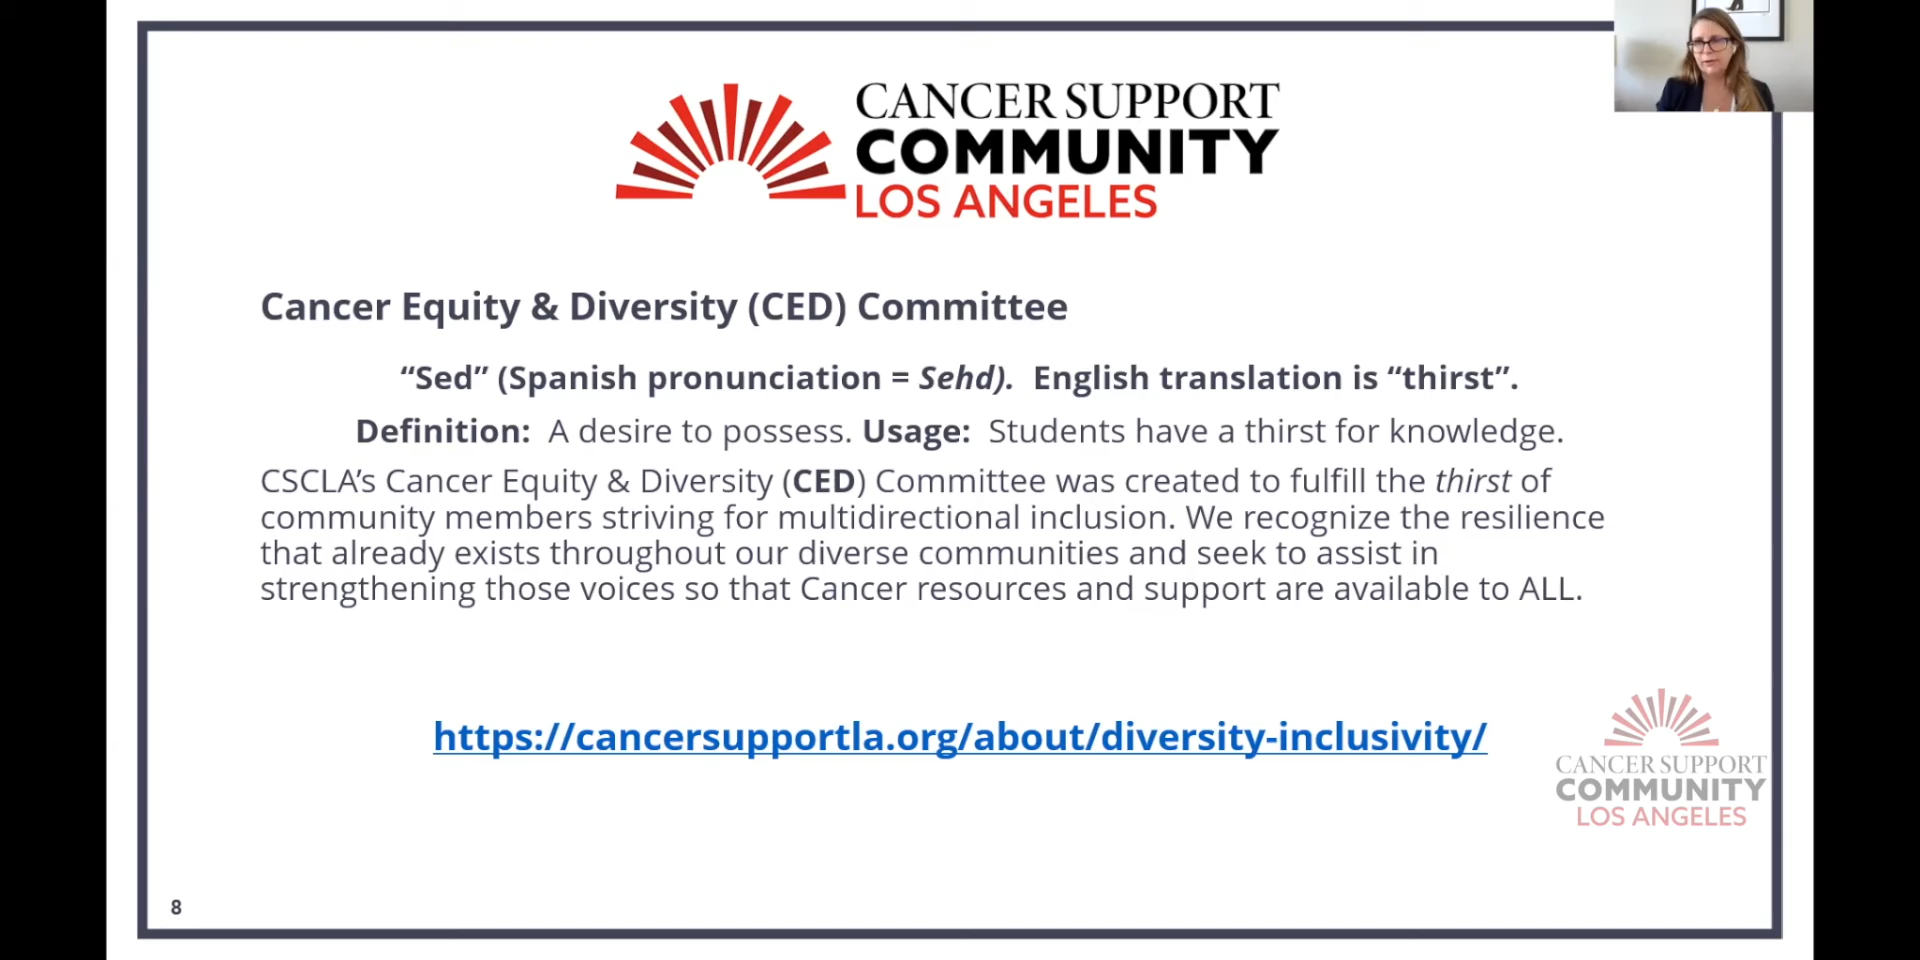 CANCER SUPPORT
COMMUNITY
LOS ANGELES
Cancer Equity & Diversity (CED) Committee
“Sed” (Spanish pronunciation = Sehd).  English translation is “thirst”.
Definition:  A desire to possess. Usage:  Students have a thirst for knowledge.
CSCLA’s Cancer Equity & Diversity (CED) Committee was created to fulfill the thirst of
community members striving for multidirectional inclusion. We recognize the resilience
that already exists throughout our diverse communities and seek to assist in
strengthening those voices so that Cancer resources and support are available to ALL.
https://cancersupportla.org/about/diversity-inclusivity/
CANCER SUPPORT
COMMUNITY
LOS ANGELES
8